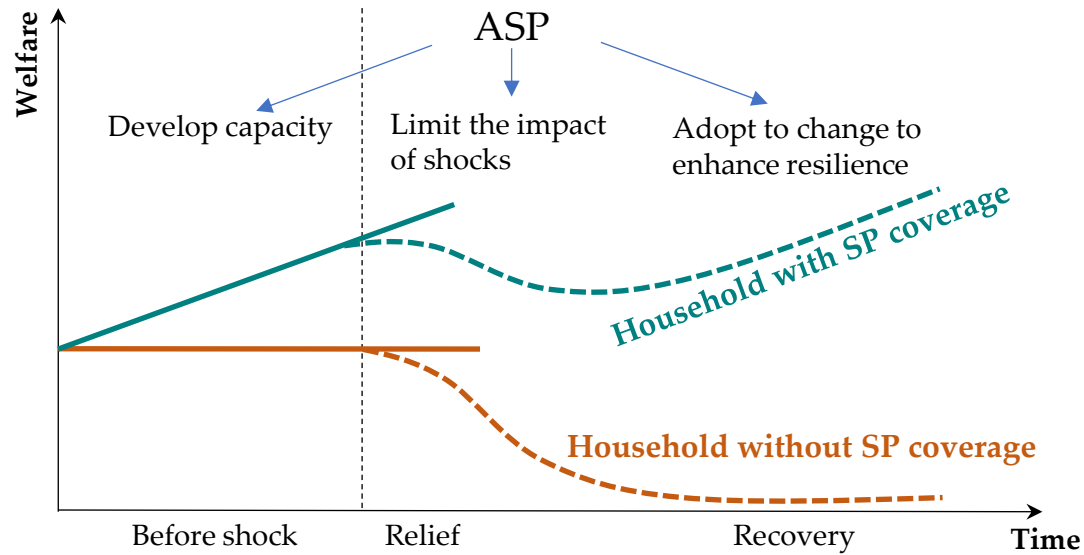 Welfare
ASP
Develop capacity
Limit the impact
of shocks
Adopt to change to
enhance resilience
Household with SP coverage
Household without SP coverage
Before shock
Relief
Recovery
Time